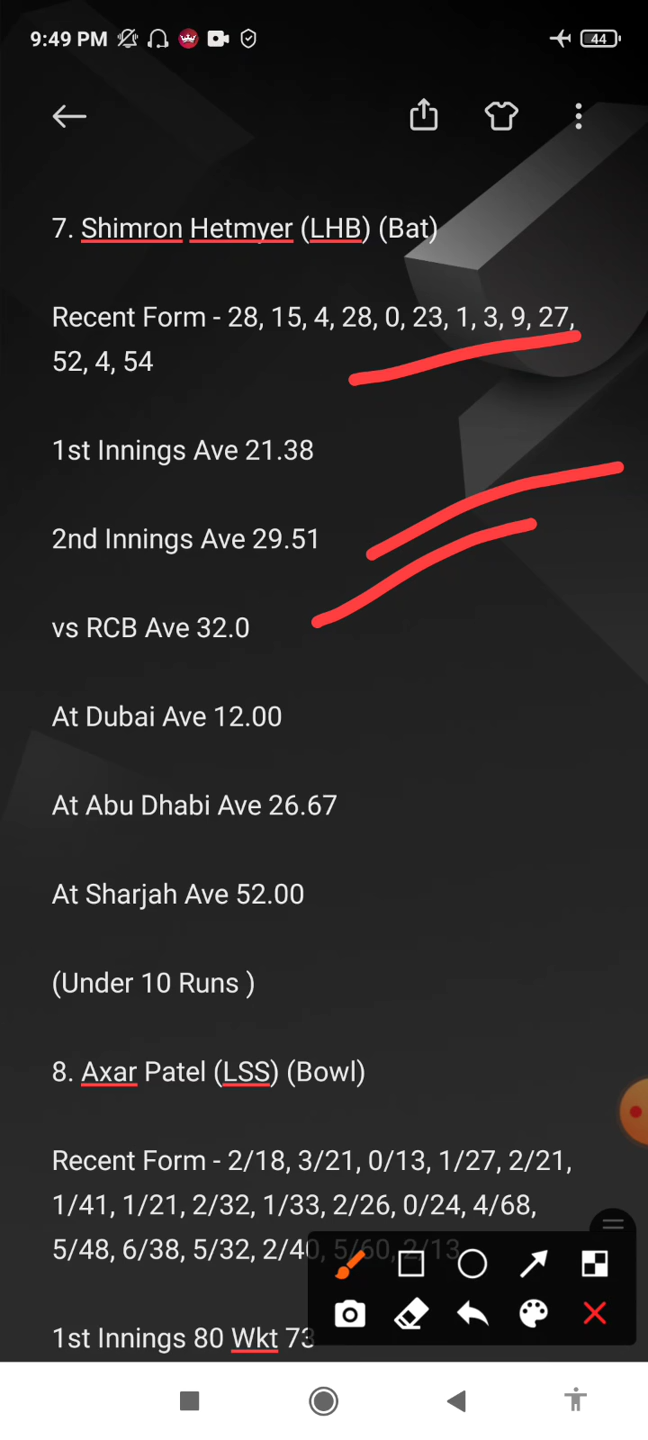 9:49 PM
44
7. Shimron Hetmyer (LHB) (Bat)
Recent Form - 28, 15, 4, 28, 0, 23, 1, 3, 9, 27,
52, 4, 54
1st Innings Ave 21.38
2nd Innings Ave 29.51
vs RCB Ave 32.0
At Dubai Ave 12.00
At Abu Dhabi Ave 26.67
At Sharjah Ave 52.00
(Under 10 Runs )
8. Axar Patel (LSS) (Bowl)
Recent Form - 2/18, 3/21, 0/13, 1/27, 2/21,
1/41, 1/21, 2/32, 1/33, 2/26, 0/24, 4/68,
5/48, 6/38, 5/32, 2/40, 5/60, 2/13
1st Innings 80 Wkt 73